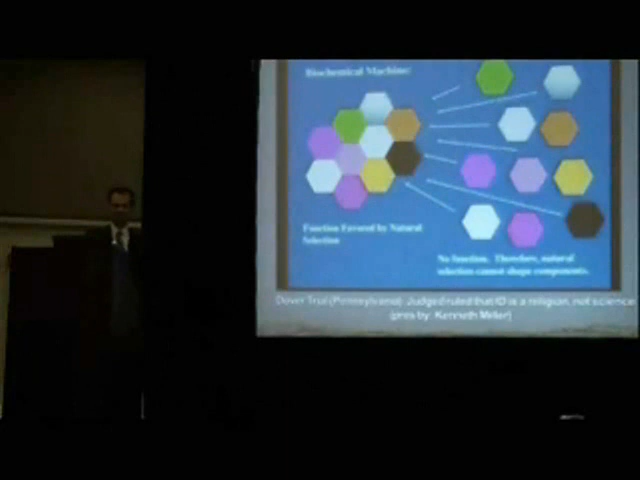 Biochemical Machine:
Function Favored by Natural
Selection
No function. Therefore, natural
selection cannot shape components.
Dover Trial (Pennsylvania): Judge ruled that ID is a religion, not science
(pres by: Kenneth Miller)